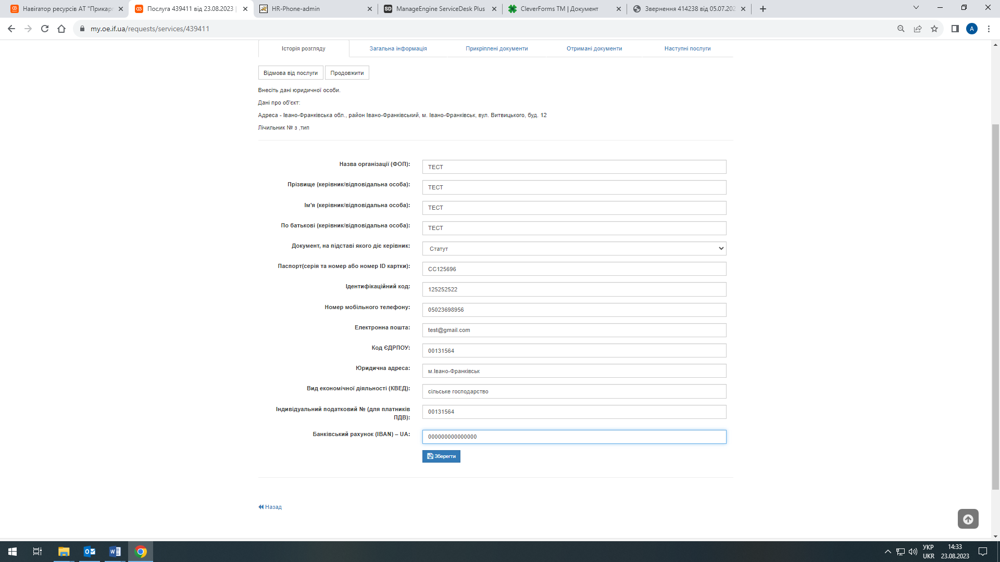 Навігатор ресурсів АТ "Прикарп
Послуга 439411 від 23.08.2023 |
HR-Phone-admin
SD ManageEngine ServiceDesk Plus
CleverForms TM | Документ
Звернення 414238 від 05.07.202
my.oe.if.ua/requests/services/439411
A
Історія розгляду
Загальна інформація
Прикріплені документи
Отримані документи
Наступні послуги
Відмова від послуги
Продовжити
Внесіть дані юридичної особи.
Дані про об'єкт:
Адреса - Івано-Франківська обл., район Івано-Франківський, м. Івано-Франківськ, вул. Витвицького, буд. 12
Лічильник № з ,тип
Назва організації (ФОП): ТЕСТ
Прізвище (керівник/відповідальна особа): ТЕСТ
Ім'я (керівник/відповідальна особа): ТЕСТ
По батькові (керівник/відповідальна особа): ТЕСТ
Документ, на підставі якого діє керівник: Статут
Паспорт(серія та номер або номер ID картки): СС125696
Ідентифікаційний код: 125252522
Номер мобільного телефону: 05023698956
Електронна пошта: test@gmail.com
Код ЄДРПОУ: 00131564
Юридична адреса: м.Івано-Франківськ
Вид економічної діяльності (КВЕД): сільське господарство
Індивідуальний податковий № (для платників
ПДВ): 00131564
Банківський рахунок (IBAN) – UA: 000000000000000
Зберегти
Назад
УКР
UKR
14:33
23.08.2023